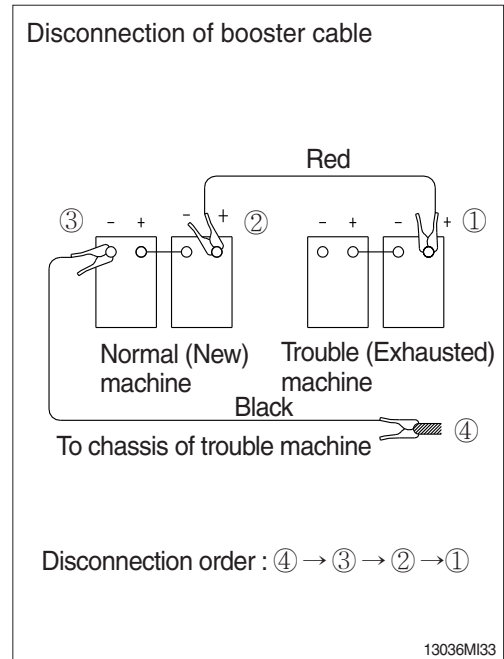 Disconnection of booster cable
Red
③ - + - + ② - + - + ①
Normal (New)
machine
Trouble (Exhausted)
machine
Black
To chassis of trouble machine ④
Disconnection order : ④ → ③ → ② →①
13036MI33